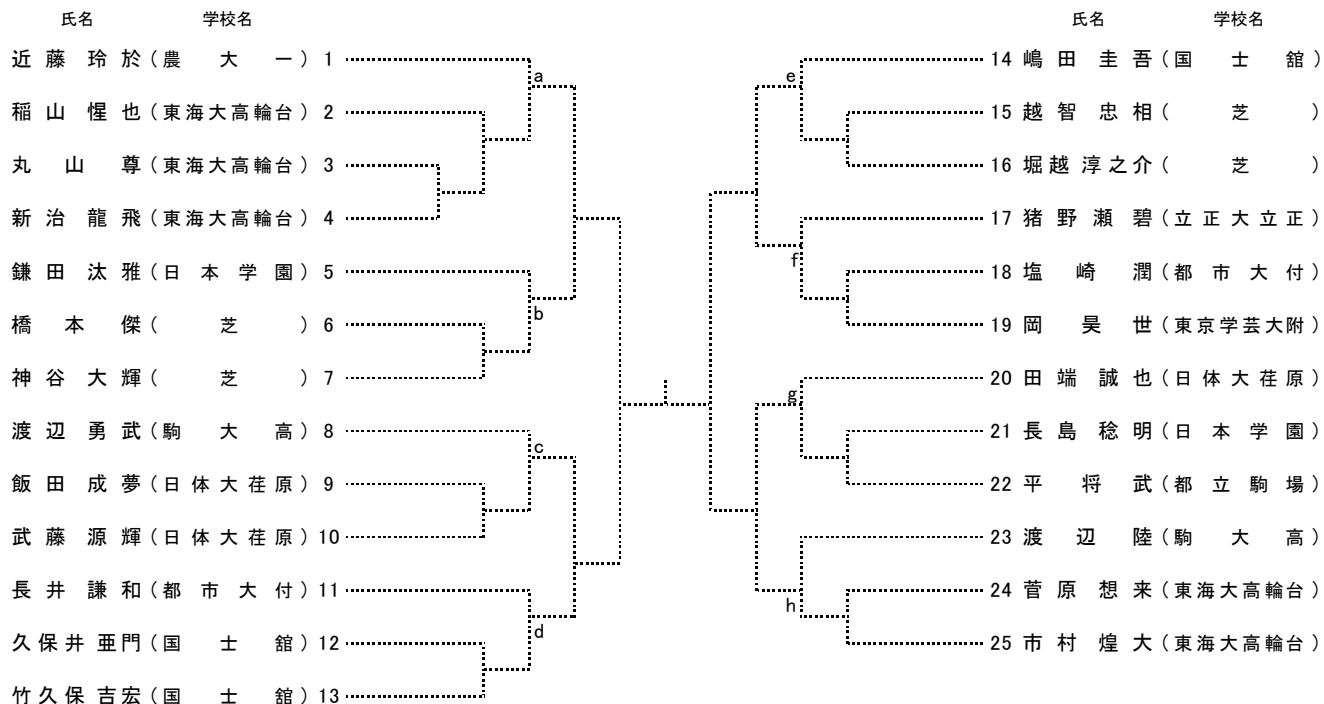 氏名 学校名
近藤玲於(農大一) 1
稲山惺也(東海大高輪台) 2
丸山尊(東海大高輪台) 3
新治龍飛(東海大高輪台) 4
鎌田汰雅(日本学園) 5
橋本傑(芝) 6
神谷大輝(芝) 7
渡辺勇武(駒大高) 8
飯田成夢(日体大荏原) 9
武藤源輝(日体大荏原) 10
長井謙和(都市大付) 11
久保井亜門(国士舘) 12
竹久保吉宏(国士舘) 13
a
b
c
d
氏名 学校名
14 嶋田圭吾(国士舘)
15 越智忠相(芝)
16 堀越淳之介(芝)
17 猪野瀬碧(立正大立正)
18 塩崎潤(都市大付)
19 岡昊世(東京学芸大附)
20 田端誠也(日体大荏原)
21 長島稔明(日本学園)
22 平将武(都立駒場)
23 渡辺陸(駒大高)
24 菅原想来(東海大高輪台)
25 市村煌大(東海大高輪台)
e
f
g
h